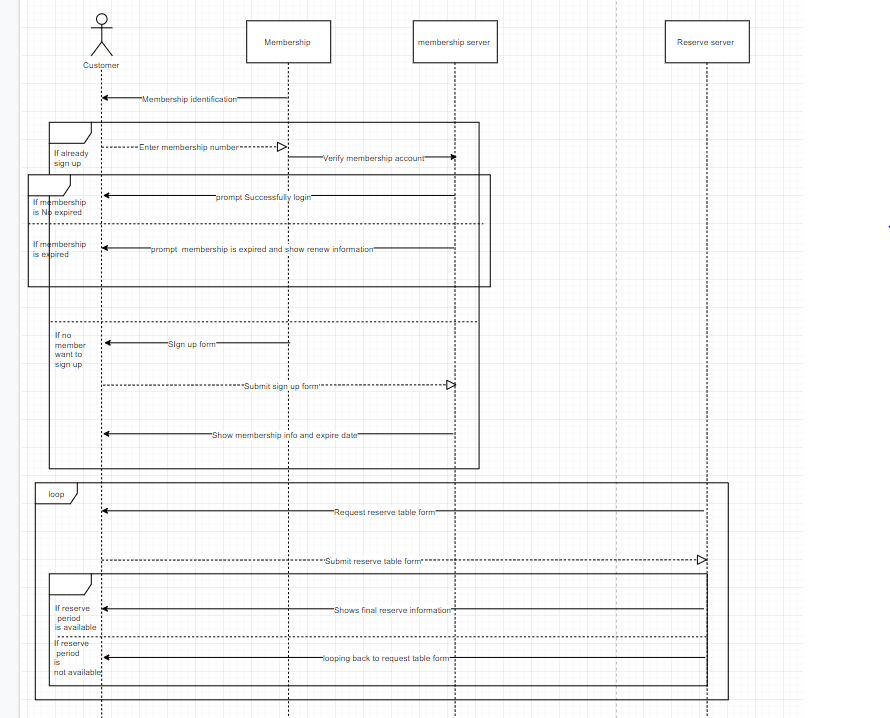 Customer
Membership
membership server
Reserve server
Membership identification
If already
sign up
Enter membership number
Verify membership account
If membership
is No expired
prompt Successfully login
If membership
is expired
prompt  membership is expired and show renew information
If no
member
want to
sign up
SIgn up form
Submit sign up form
Show membership info and expire date
loop
Request reserve table form
Submit reserve table form
If reserve
period
is available
Shows final reserve information
If reserve
period
is
not available
looping back to request table form